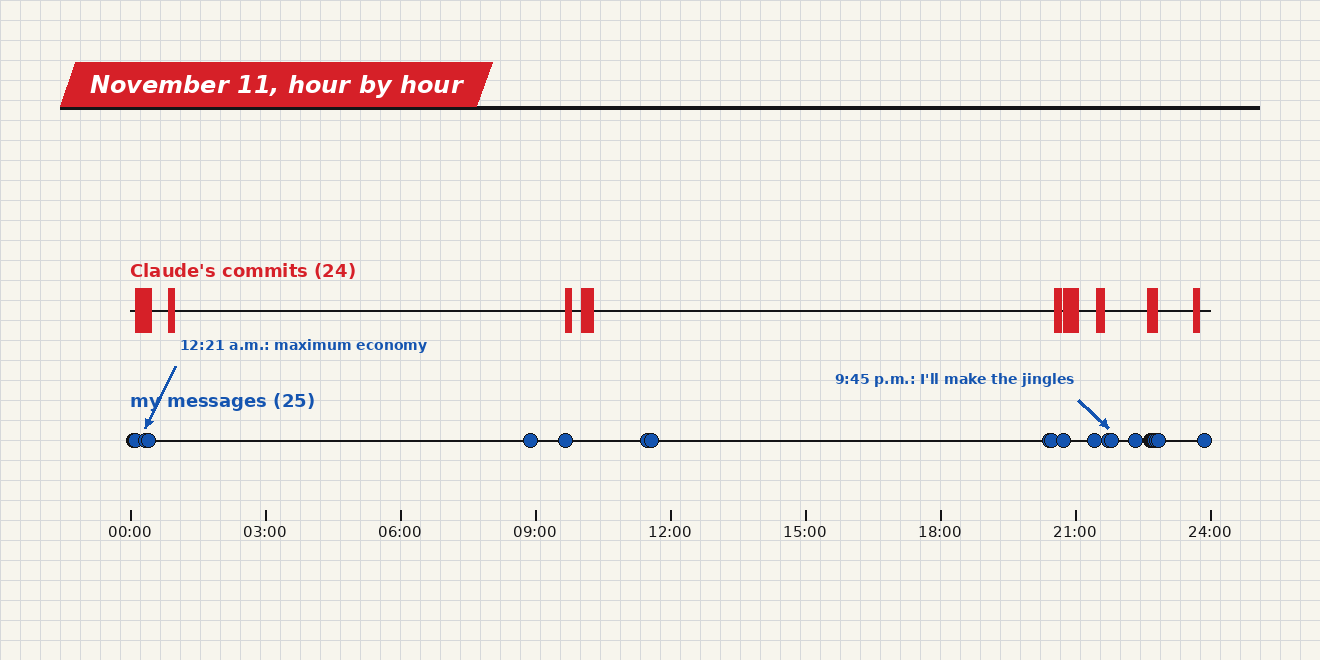 November 11, hour by hour
Claude's commits (24)
12:21 a.m.: maximum economy
9:45 p.m.: I'll make the jingles
my messages (25)
00:00 03:00 06:00 09:00 12:00 15:00 18:00 21:00 24:00